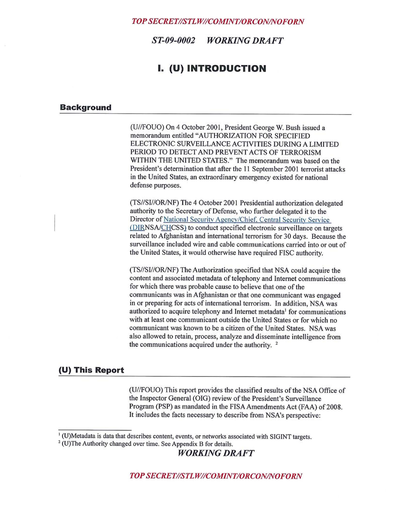 TOP SECRET//STLW//COMINT/ORCON/NOFORN
ST-09-0002 WORKING DRAFT
I. (U) INTRODUCTION
Background
(U//FOUO) On 4 October 2001, President George W. Bush issued a
memorandum entitled "AUTHORIZATION FOR SPECIFIED
ELECTRONIC SURVEILLANCE ACTIVITIES DURING A LIMITED
PERIOD TO DETECT AND PREVENT ACTS OF TERRORISM
WITHIN THE UNITED STATES." The memorandum was based on the
President's determination that after the 11 September 2001 terrorist attacks
in the United States, an extraordinary emergency existed for national
defense purposes.
(TS//SI//OR/NF) The 4 October 2001 Presidential authorization delegated
authority to the Secretary of Defense, who further delegated it to the
Director of National Security Agency/Chief, Central Security Service
(DIRNSA/CHCSS) to conduct specified electronic surveillance on targets
related to Afghanistan and international terrorism for 30 days. Because the
surveillance included wire and cable communications carried into or out of
the United States, it would otherwise have required FISC authority.
(TS//SI//OR/NF) The Authorization specified that NSA could acquire the
content and associated metadata of telephony and Internet communications
for which there was probable cause to believe that one of the
communicants was in Afghanistan or that one communicant was engaged
in or preparing for acts of international terrorism. In addition, NSA was
authorized to acquire telephony and Internet metadata¹ for communications
with at least one communicant outside the United States or for which no
communicant was known to be a citizen of the United States. NSA was
also allowed to retain, process, analyze and disseminate intelligence from
the communications acquired under the authority. ²
(U) This Report
(U//FOUO) This report provides the classified results of the NSA Office of
the Inspector General (OIG) review of the President's Surveillance
Program (PSP) as mandated in the FISA Amendments Act (FAA) of 2008.
It includes the facts necessary to describe from NSA's perspective:
¹ (U)Metadata is data that describes content, events, or networks associated with SIGINT targets.
² (U)The Authority changed over time. See Appendix B for details.
WORKING DRAFT
TOP SECRET//STLW//COMINT/ORCON/NOFORN